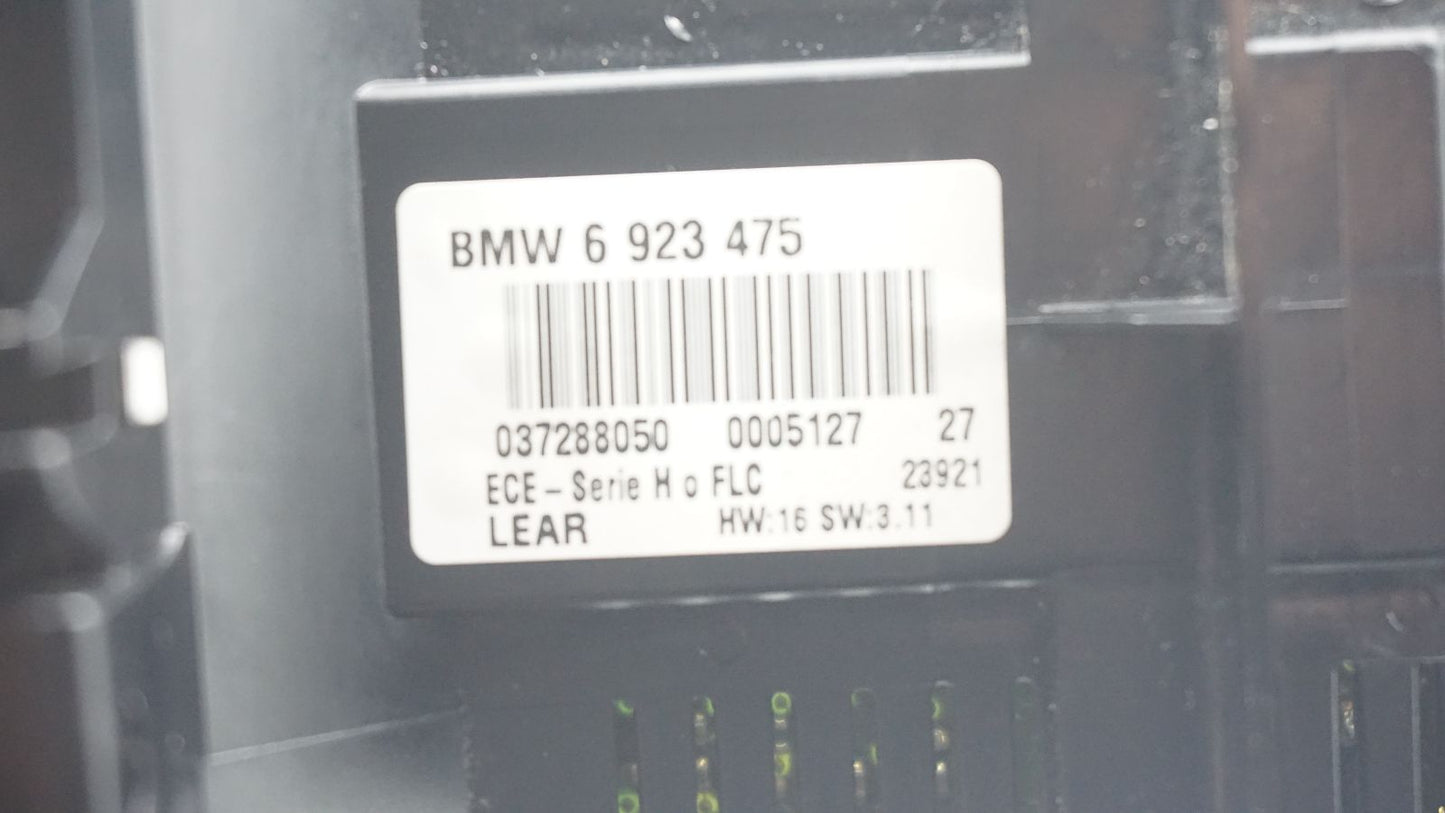 BMW 6 923 475
037288050 0005127 27
ECE - Serie H o FLC 23921
LEAR HW:16 SW:3.11